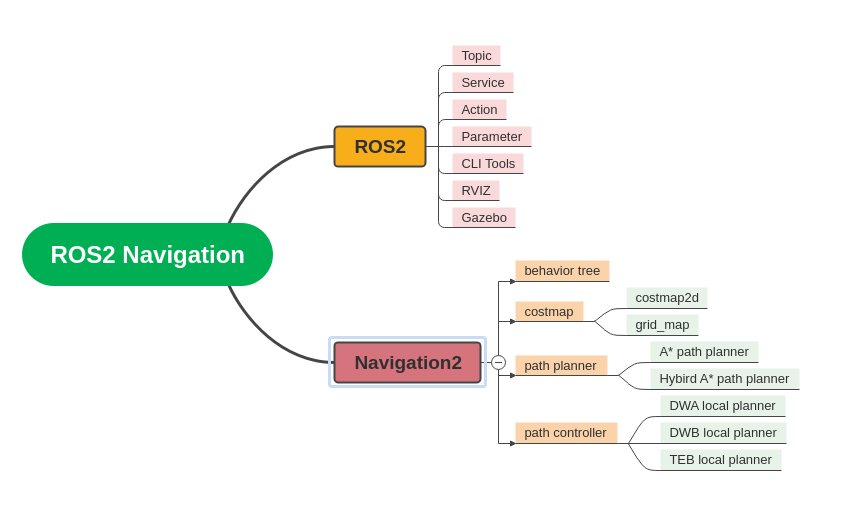 ROS2 Navigation
ROS2
Topic
Service
Action
Parameter
CLI Tools
RVIZ
Gazebo
Navigation2
behavior tree
costmap
costmap2d
grid_map
path planner
A* path planner
Hybird A* path planner
path controller
DWA local planner
DWB local planner
TEB local planner